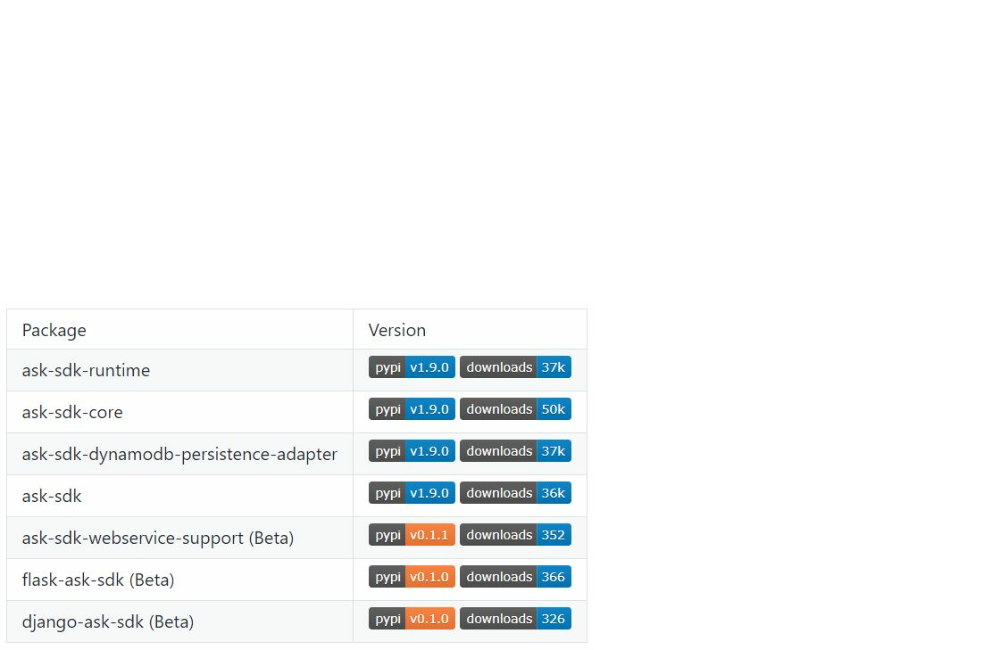 Package Version
ask-sdk-runtime pypi v1.9.0 downloads 37k
ask-sdk-core pypi v1.9.0 downloads 50k
ask-sdk-dynamodb-persistence-adapter pypi v1.9.0 downloads 37k
ask-sdk pypi v1.9.0 downloads 36k
ask-sdk-webservice-support (Beta) pypi v0.1.1 downloads 352
flask-ask-sdk (Beta) pypi v0.1.0 downloads 366
django-ask-sdk (Beta) pypi v0.1.0 downloads 326